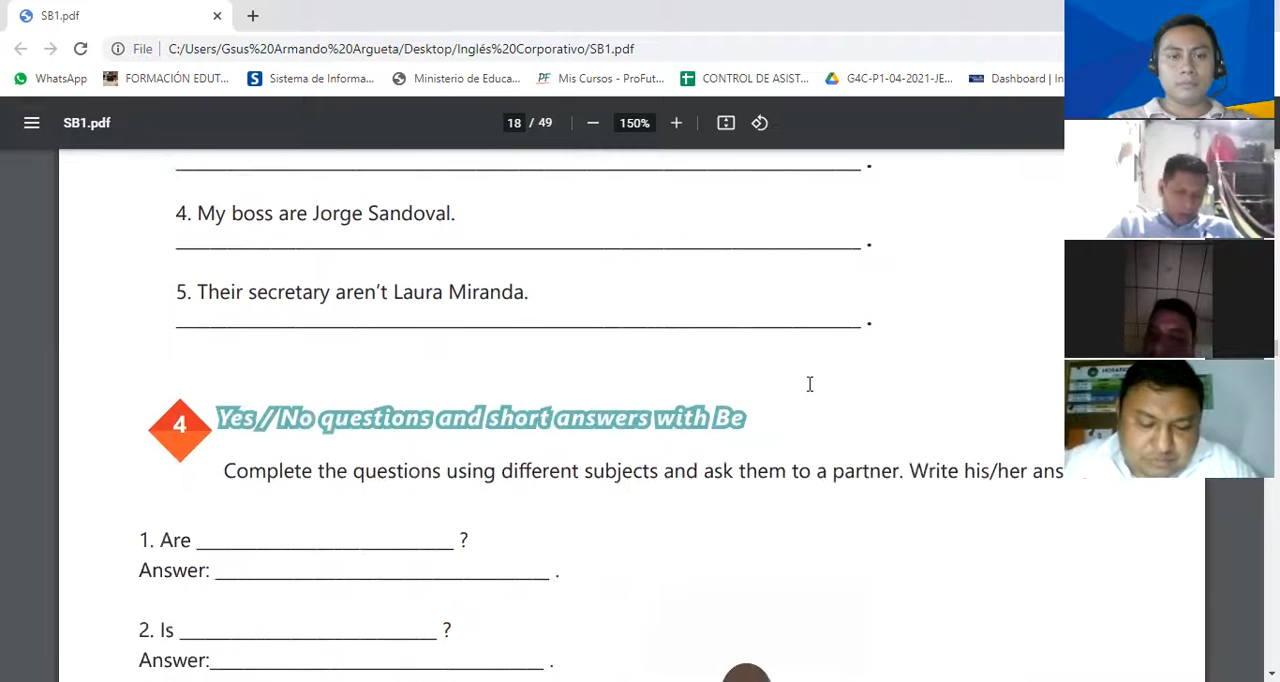 SB1.pdf
File
C:/Users/Gsus%20Armando%20Argueta/Desktop/Inglés%20Corporativo/SB1.pdf
WhatsApp FORMACIÓN EDUT... Sistema de Informa... Ministerio de Educa... Mis Cursos - ProFut... CONTROL DE ASIST... G4C-P1-04-2021-JE... Dashboard | In
SB1.pdf 18 / 49 150%
4. My boss are Jorge Sandoval.
5. Their secretary aren't Laura Miranda.
4 Yes / No questions and short answers with Be
Complete the questions using different subjects and ask them to a partner. Write his/her ans
1. Are ________________________ ?
Answer: ________________________________ .
2. Is ________________________ ?
Answer:________________________________ .